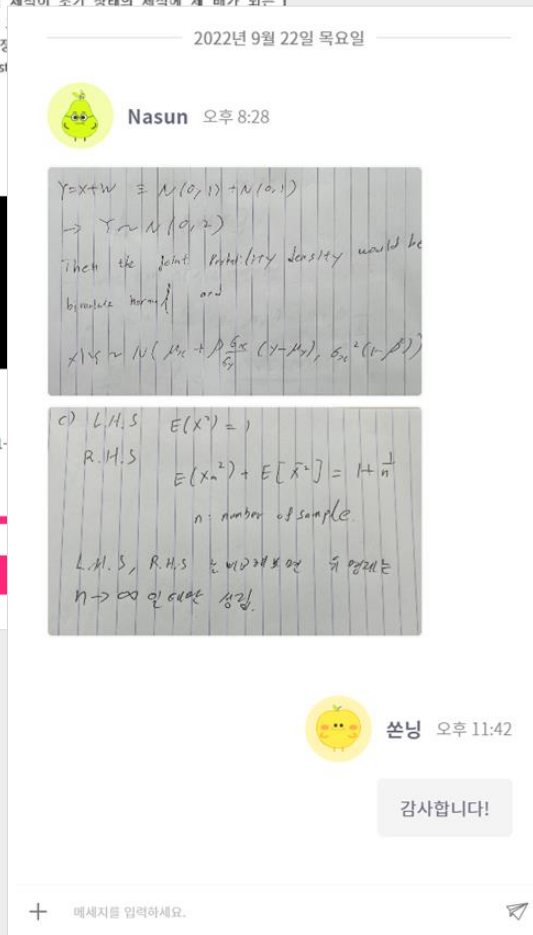 2022년 9월 22일 목요일
Nasun 오후 8:28
Y=X+W ≡ N(0,1)+N(0,1)
→ Y~N(0,2)
Then the joint Probability density would be
bivariate normal and
X|Y ~ N(μx + ρ σx/σy (y-μy), σx²(1-ρ²))
c) L.H.S E(X²) = 1
R.H.S
E(Xn²) + E[X̄²] = 1+ 1/n
n: number of sample.
L.H.S, R.H.S 를 비교해보면 위 명제는
n→∞ 일 때만 성립.
쏜닝 오후 11:42
감사합니다!
메세지를 입력하세요.